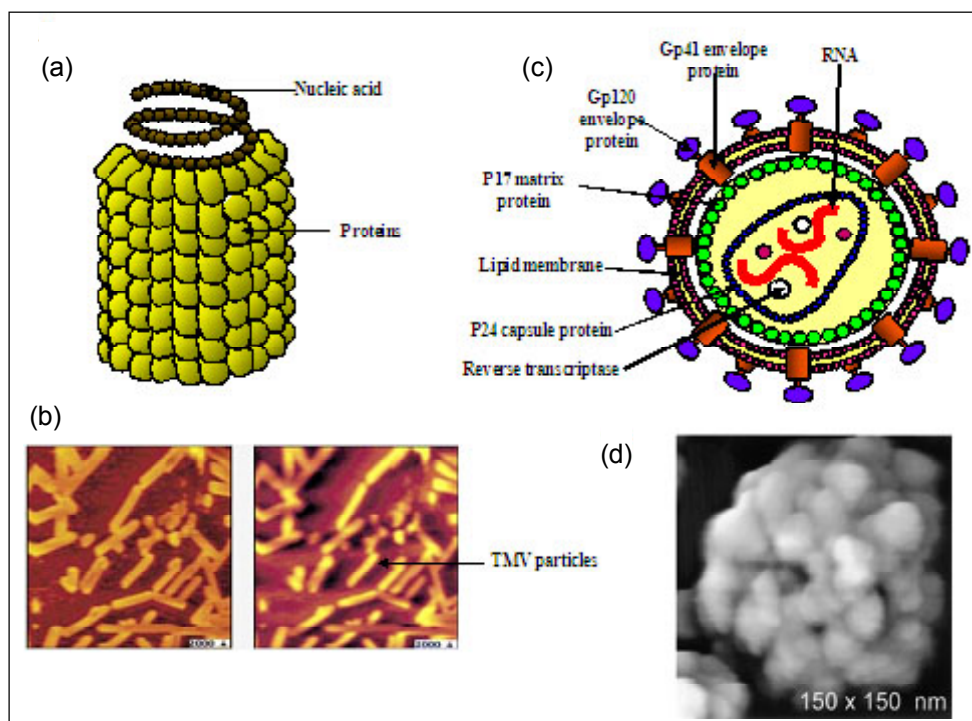 (a)
Nucleic acid
Proteins
(c)
Gp41 envelope
protein
RNA
Gp120
envelope
protein
P17 matrix
protein
Lipid membrane
P24 capsule protein
Reverse transcriptase
(b)
TMV particles
(d)
150 x 150 nm